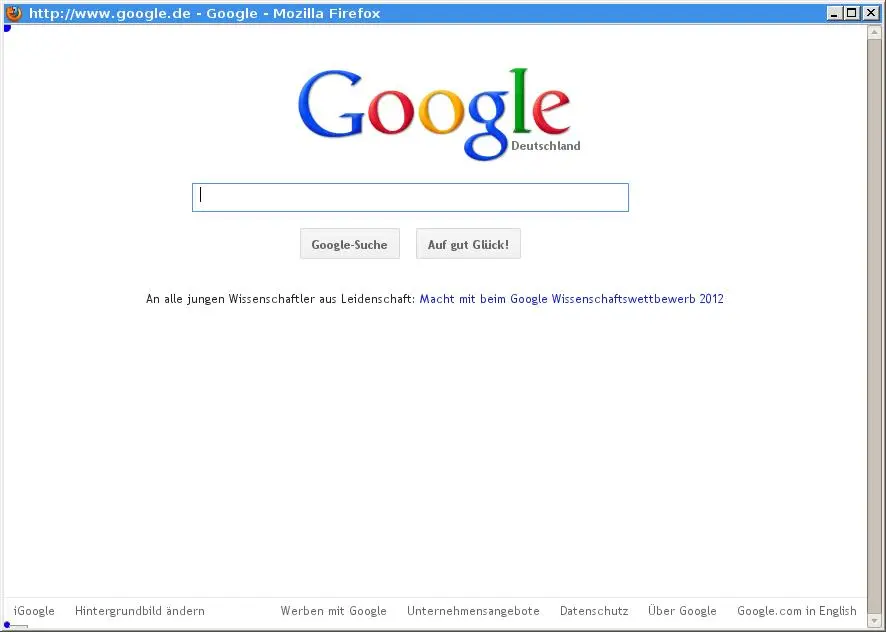 http://www.google.de - Google - Mozilla Firefox
Google
Deutschland
Google-Suche Auf gut Glück!
An alle jungen Wissenschaftler aus Leidenschaft: Macht mit beim Google Wissenschaftswettbewerb 2012
iGoogle Hintergrundbild ändern Werben mit Google Unternehmensangebote Datenschutz Über Google Google.com in English